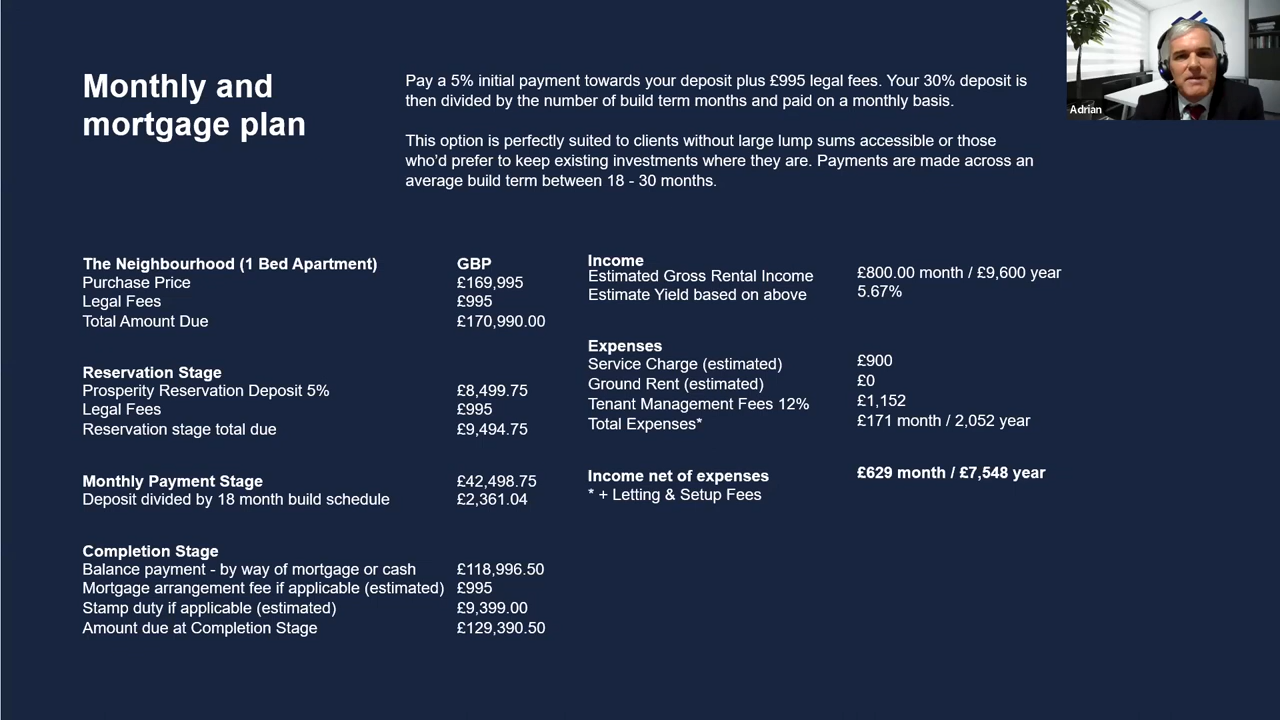 Monthly and
mortgage plan
Pay a 5% initial payment towards your deposit plus £995 legal fees. Your 30% deposit is
then divided by the number of build term months and paid on a monthly basis.
This option is perfectly suited to clients without large lump sums accessible or those
who'd prefer to keep existing investments where they are. Payments are made across an
average build term between 18 - 30 months.
Adrian
The Neighbourhood (1 Bed Apartment) GBP
Purchase Price £169,995
Legal Fees £995
Total Amount Due £170,990.00
Reservation Stage
Prosperity Reservation Deposit 5% £8,499.75
Legal Fees £995
Reservation stage total due £9,494.75
Monthly Payment Stage £42,498.75
Deposit divided by 18 month build schedule £2,361.04
Completion Stage
Balance payment - by way of mortgage or cash £118,996.50
Mortgage arrangement fee if applicable (estimated) £995
Stamp duty if applicable (estimated) £9,399.00
Amount due at Completion Stage £129,390.50
Income
Estimated Gross Rental Income £800.00 month / £9,600 year
Estimate Yield based on above 5.67%
Expenses
Service Charge (estimated) £900
Ground Rent (estimated) £0
Tenant Management Fees 12% £1,152
Total Expenses* £171 month / 2,052 year
Income net of expenses £629 month / £7,548 year
* + Letting & Setup Fees